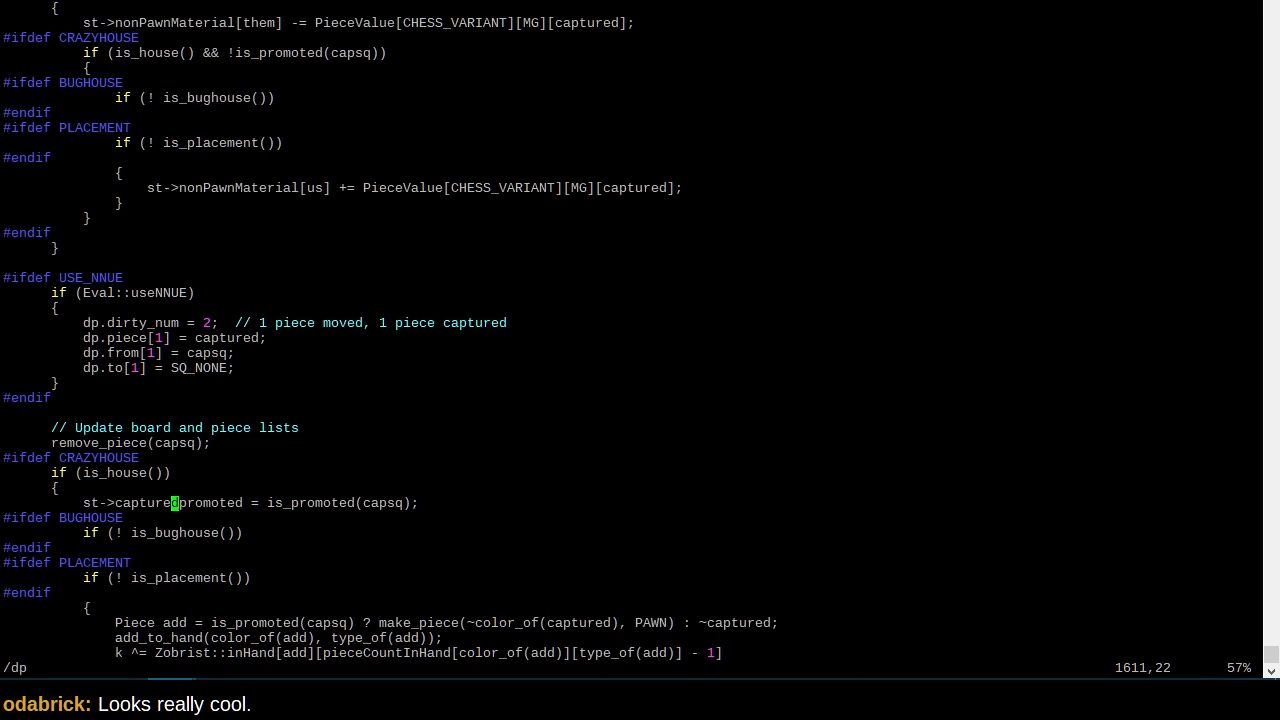 {
st->nonPawnMaterial[them] -= PieceValue[CHESS_VARIANT][MG][captured];
#ifdef CRAZYHOUSE
if (is_house() && !is_promoted(capsq))
{
#ifdef BUGHOUSE
if (! is_bughouse())
#endif
#ifdef PLACEMENT
if (! is_placement())
#endif
{
st->nonPawnMaterial[us] += PieceValue[CHESS_VARIANT][MG][captured];
}
}
#endif
}
#ifdef USE_NNUE
if (Eval::useNNUE)
{
dp.dirty_num = 2;  // 1 piece moved, 1 piece captured
dp.piece[1] = captured;
dp.from[1] = capsq;
dp.to[1] = SQ_NONE;
}
#endif
// Update board and piece lists
remove_piece(capsq);
#ifdef CRAZYHOUSE
if (is_house())
{
st->capturedpromoted = is_promoted(capsq);
#ifdef BUGHOUSE
if (! is_bughouse())
#endif
#ifdef PLACEMENT
if (! is_placement())
#endif
{
Piece add = is_promoted(capsq) ? make_piece(~color_of(captured), PAWN) : ~captured;
add_to_hand(color_of(add), type_of(add));
k ^= Zobrist::inHand[add][pieceCountInHand[color_of(add)][type_of(add)] - 1]
/dp 1611,22 57%
odabrick: Looks really cool.